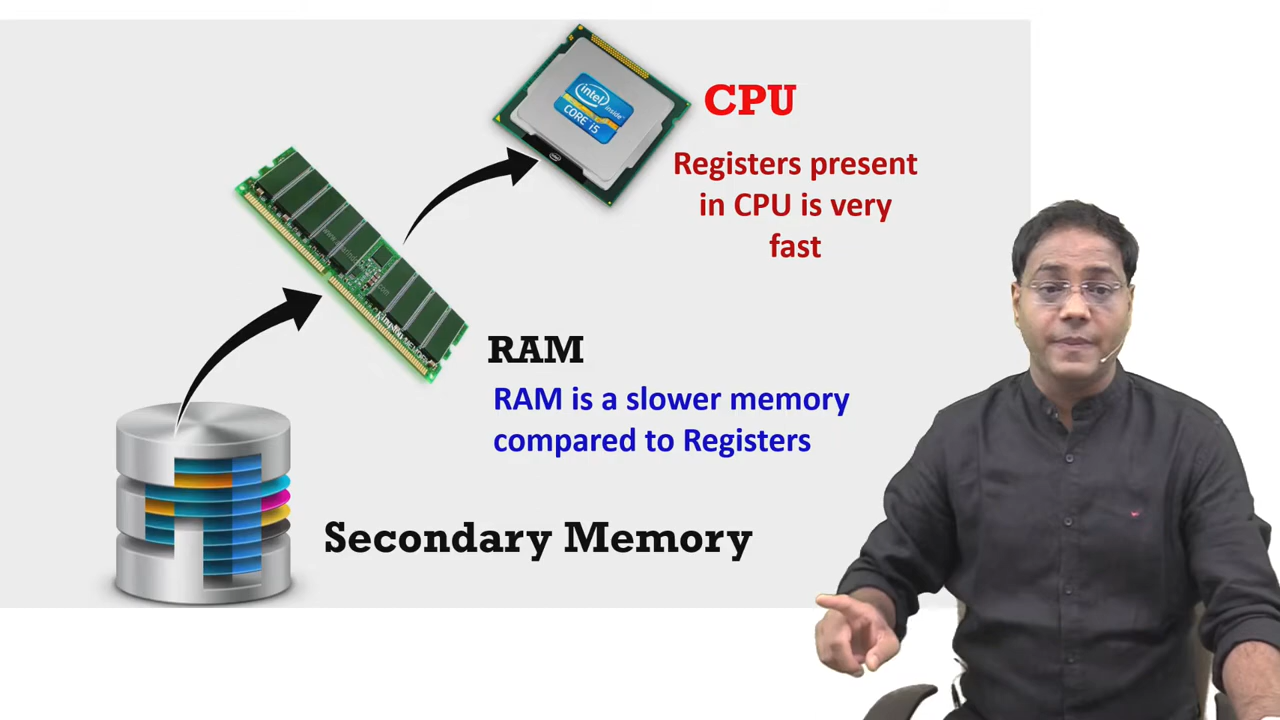 intel
inside™
CORE i5
CPU
Registers present
in CPU is very
fast
RAM
RAM is a slower memory
compared to Registers
Secondary Memory